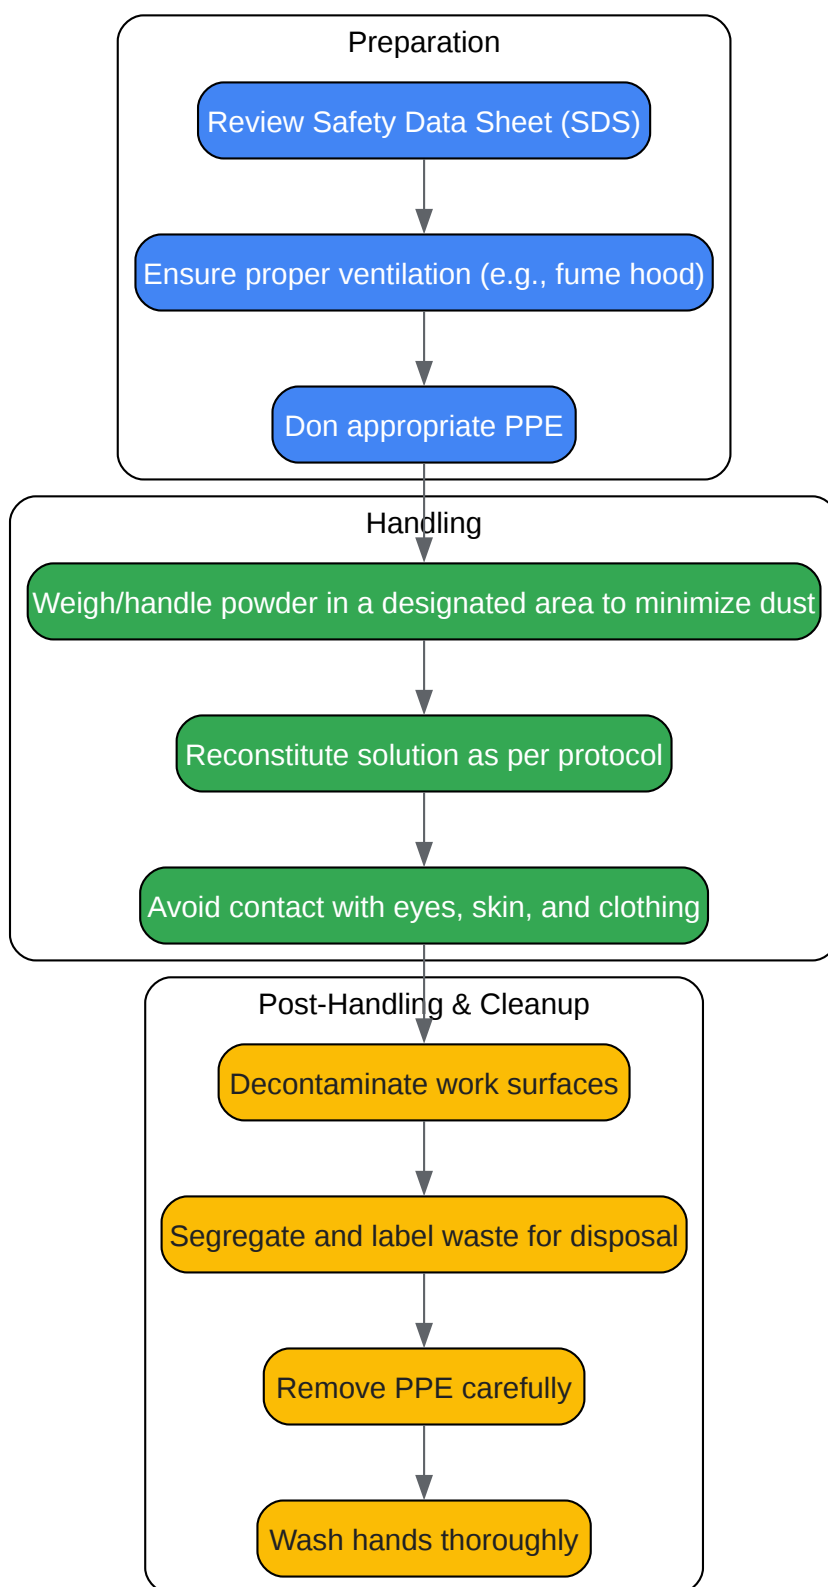 Preparation
Review Safety Data Sheet (SDS)
Ensure proper ventilation (e.g., fume hood)
Don appropriate PPE
Handling
Weigh/handle powder in a designated area to minimize dust
Reconstitute solution as per protocol
Avoid contact with eyes, skin, and clothing
Post-Handling & Cleanup
Decontaminate work surfaces
Segregate and label waste for disposal
Remove PPE carefully
Wash hands thoroughly